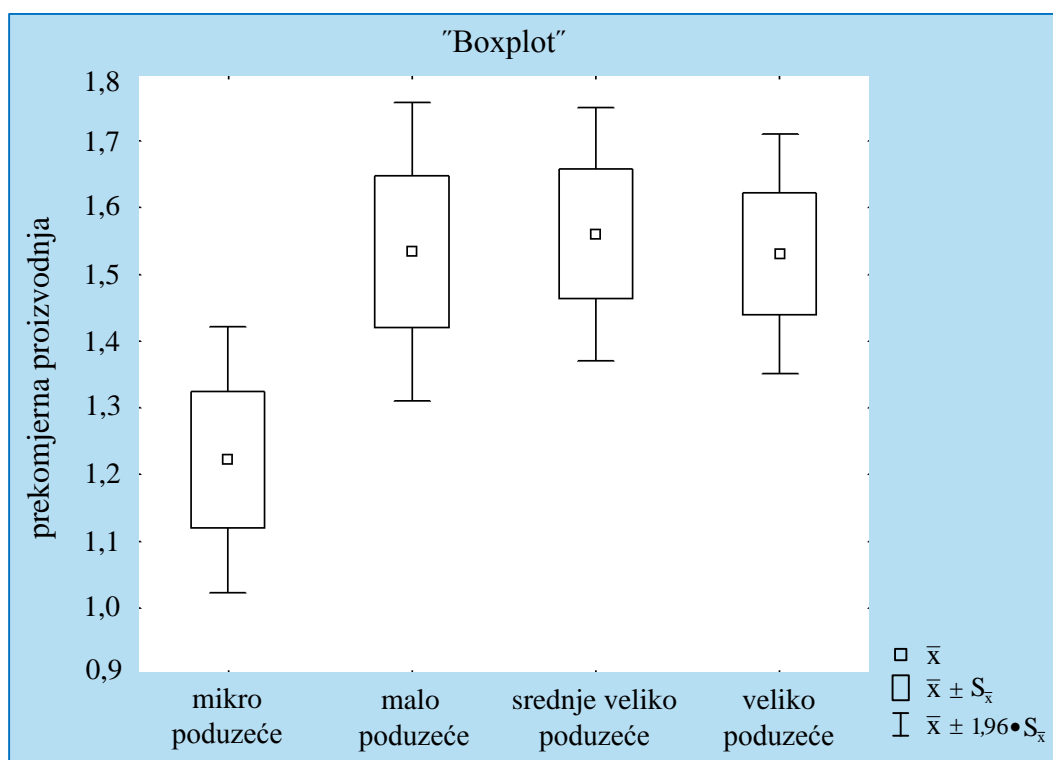 ˝Boxplot˝
prekomjerna proizvodnja
1,8
1,7
1,6
1,5
1,4
1,3
1,2
1,1
1,0
0,9
mikro
poduzeće
malo
poduzeće
srednje veliko
poduzeće
veliko
poduzeće
x̅
x̅ ± Sx̅
x̅ ± 1,96•Sx̅